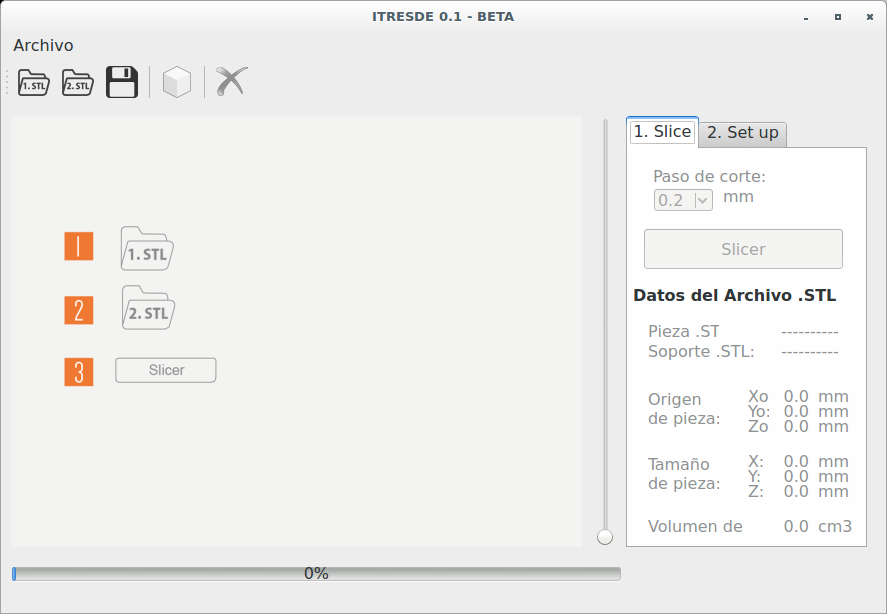 ITRESDE 0.1 - BETA
Archivo
1. STL
2. STL
1. Slice
2. Set up
1
1. STL
2
2. STL
3
Slicer
Paso de corte:
0.2
mm
Slicer
Datos del Archivo .STL
Pieza .ST ----------
Soporte .STL: ----------
Origen
de pieza:
Xo 0.0 mm
Yo: 0.0 mm
Zo 0.0 mm
Tamaño
de pieza:
X: 0.0 mm
Y: 0.0 mm
Z: 0.0 mm
Volumen de 0.0 cm3
0%